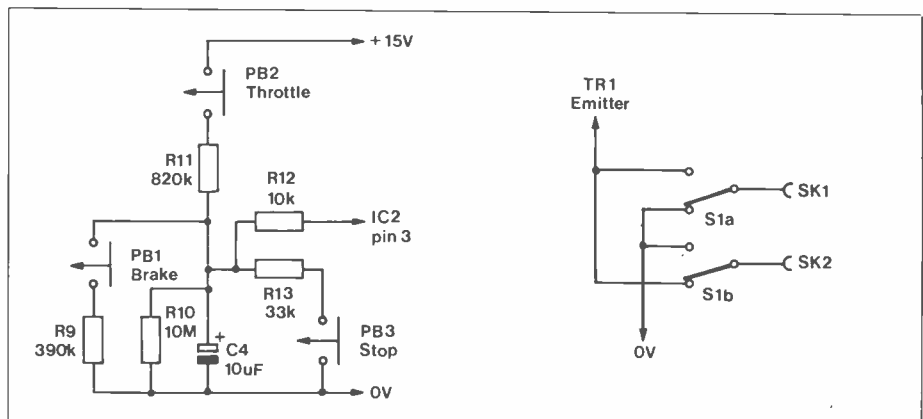 +15V
PB2
Throttle
R11
820k
R12
10k
IC2
pin 3
PB1
Brake
R13
33k
R9
390k
R10
10M
+
C4
10uF
PB3
Stop
0V
TR1
Emitter
SK1
S1a
SK2
S1b
0V